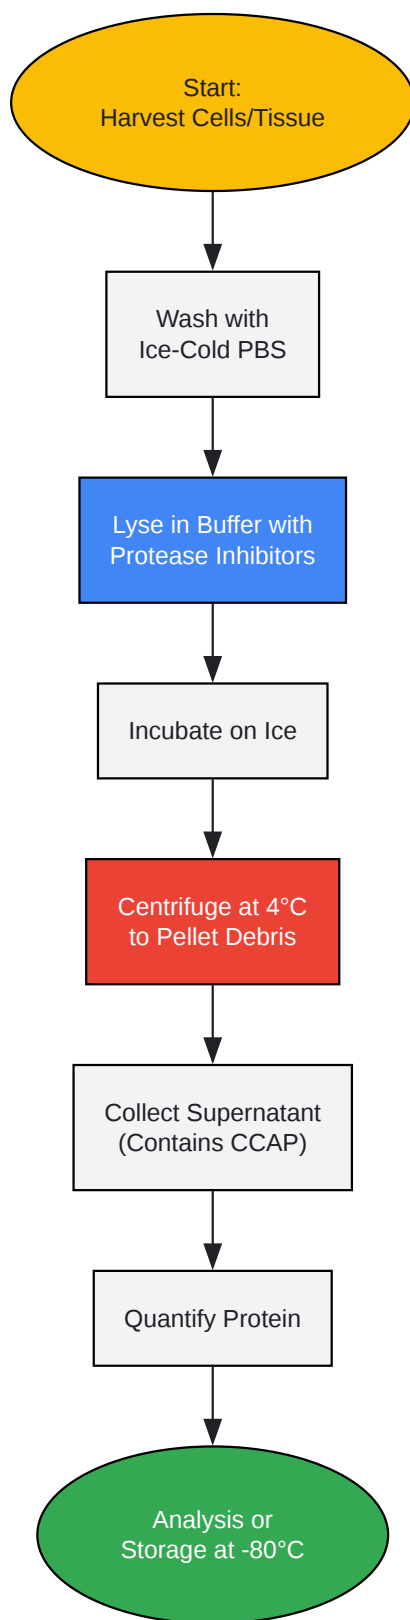 Start:
Harvest Cells/Tissue
Wash with
Ice-Cold PBS
Lyse in Buffer with
Protease Inhibitors
Incubate on Ice
Centrifuge at 4°C
to Pellet Debris
Collect Supernatant
(Contains CCAP)
Quantify Protein
Analysis or
Storage at -80°C